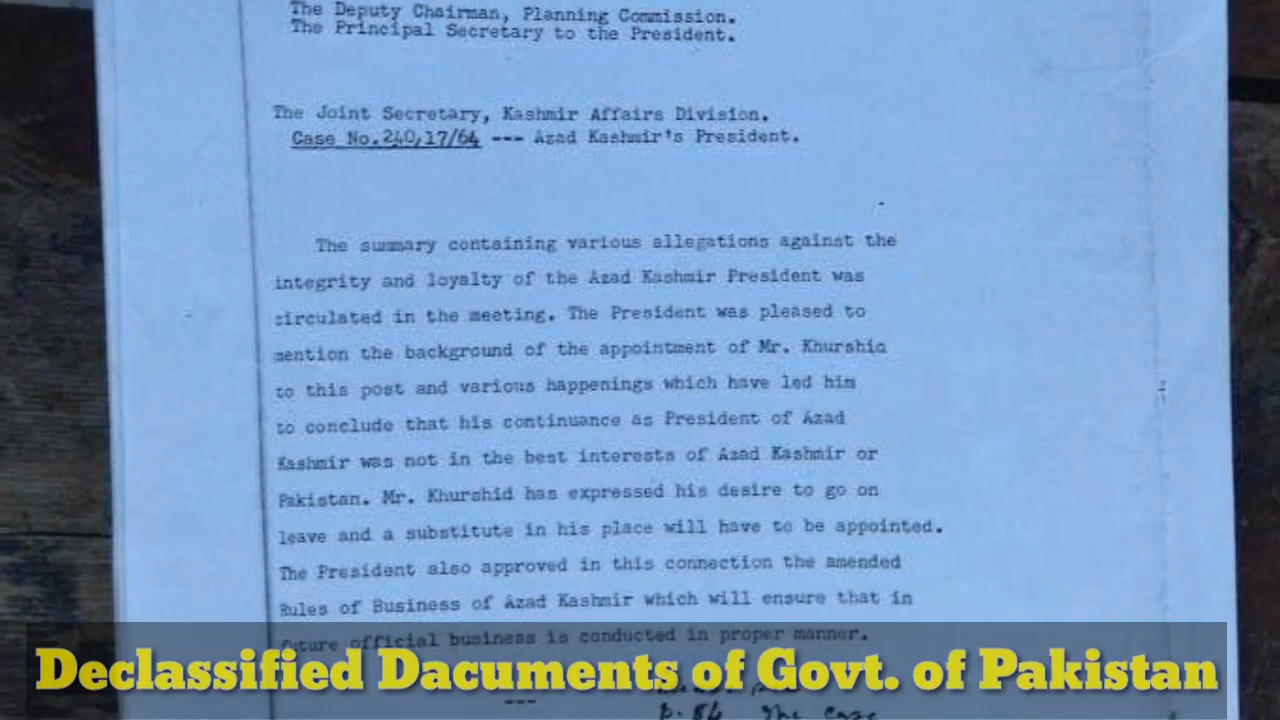 The Deputy Chairman, Planning Commission.
The Principal Secretary to the President.
The Joint Secretary, Kashmir Affairs Division.
Case No.240,17/64 --- Azad Kashmir's President.
The summary containing various allegations against the
integrity and loyalty of the Azad Kashmir President was
circulated in the meeting. The President was pleased to
mention the background of the appointment of Mr. Khurshid
to this post and various happenings which have led him
to conclude that his continuance as President of Azad
Kashmir was not in the best interests of Azad Kashmir or
Pakistan. Mr. Khurshid has expressed his desire to go on
leave and a substitute in his place will have to be appointed.
The President also approved in this connection the amended
Rules of Business of Azad Kashmir which will ensure that in
future official business is conducted in proper manner.
Declassified Dacuments of Govt. of Pakistan
---
The Case